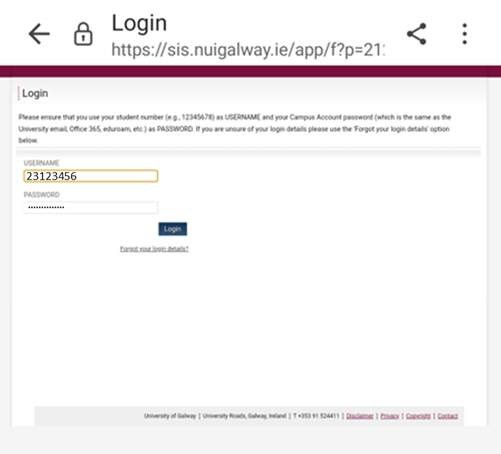 Login
https://sis.nuigalway.ie/app/f?p=21:
Login
Please ensure that you use your student number (e.g., 12345678) as USERNAME and your Campus Account password (which is the same as the
University email, Office 365, eduroam, etc.) as PASSWORD. If you are unsure of your login details please use the 'Forgot your login details' option
below.
USERNAME
23123456
PASSWORD
••••••••••••••
Login
Forgot your login details?
University of Galway | University Roads, Galway, Ireland | T +353 91 524411 | Disclaimer | Privacy | Copyright | Contact